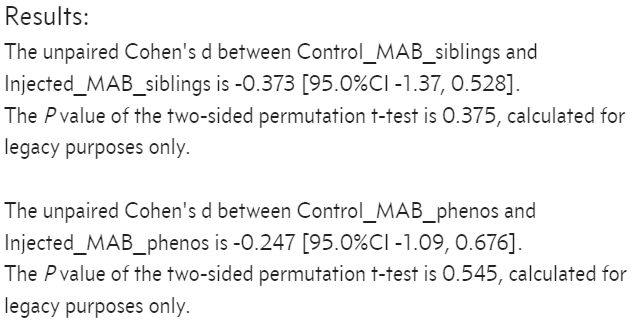 Results:
The unpaired Cohen's d between Control_MAB_siblings and
Injected_MAB_siblings is -0.373 [95.0%CI -1.37, 0.528].
The P value of the two-sided permutation t-test is 0.375, calculated for
legacy purposes only.
The unpaired Cohen's d between Control_MAB_phenos and
Injected_MAB_phenos is -0.247 [95.0%CI -1.09, 0.676].
The P value of the two-sided permutation t-test is 0.545, calculated for
legacy purposes only.